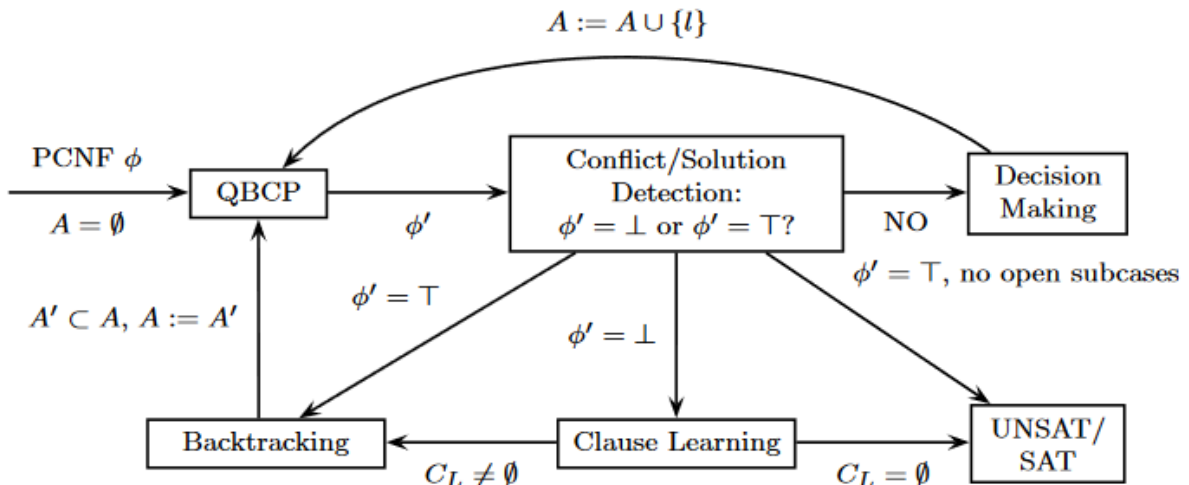 A := A ∪ {l}
PCNF ϕ
A = ∅
QBCP
ϕ′
Conflict/Solution
Detection:
ϕ′ = ⊥ or ϕ′ = ⊤?
NO
Decision
Making
A′ ⊂ A, A := A′
ϕ′ = ⊤
ϕ′ = ⊥
ϕ′ = ⊤, no open subcases
Backtracking
C_L ≠ ∅
Clause Learning
C_L = ∅
UNSAT/
SAT